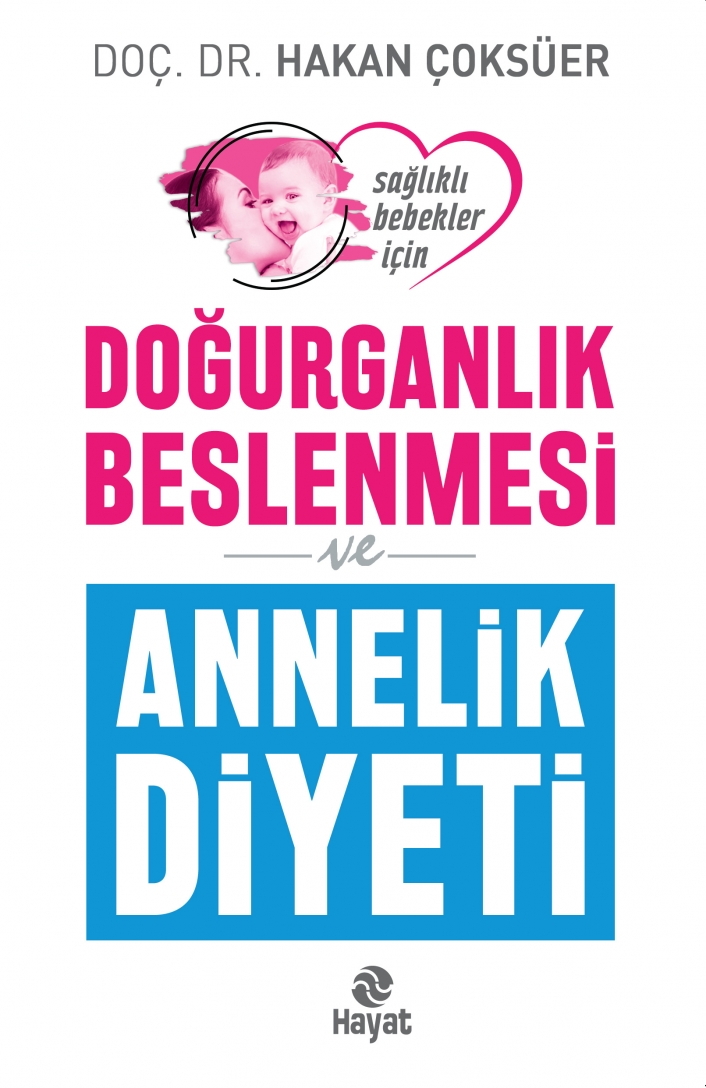 DOÇ. DR. HAKAN ÇOKSÜER
sağlıklı
bebekler
için
DOĞURGANLIK
BESLENMESİ
ve
ANNELİK
DİYETİ
Hayat